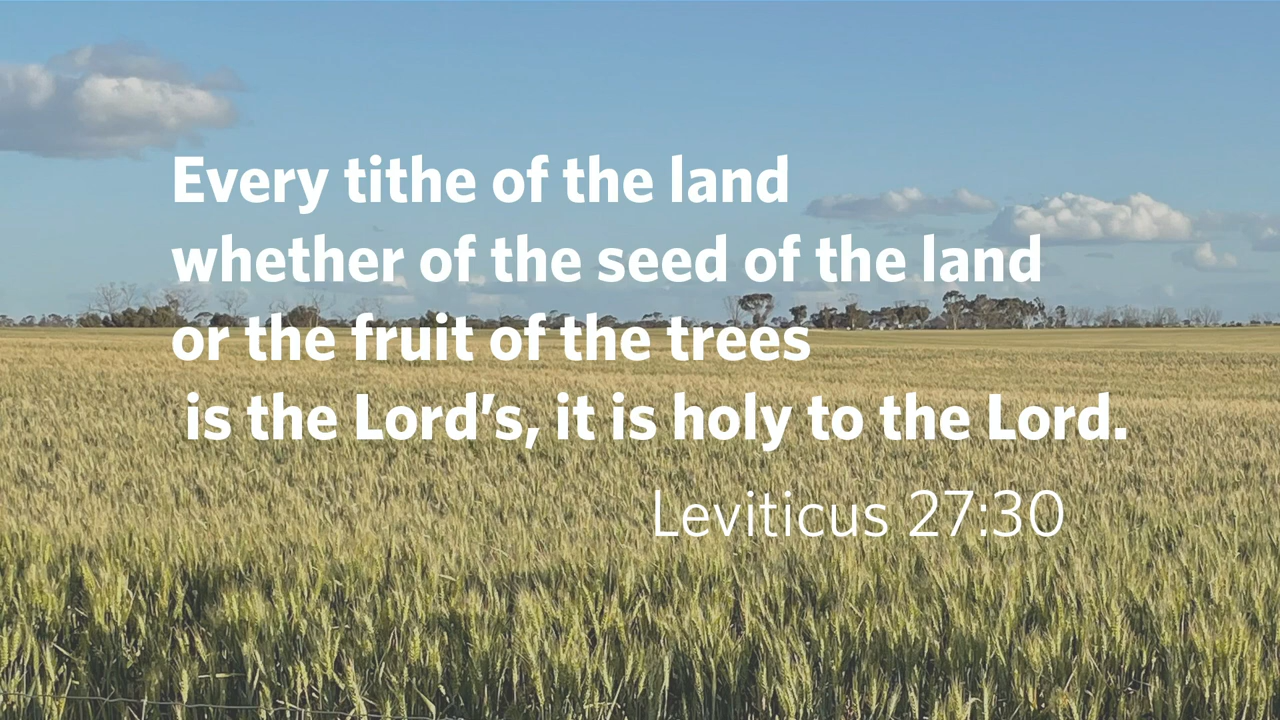 Every tithe of the land
whether of the seed of the land
or the fruit of the trees
is the Lord’s, it is holy to the Lord.
Leviticus 27:30